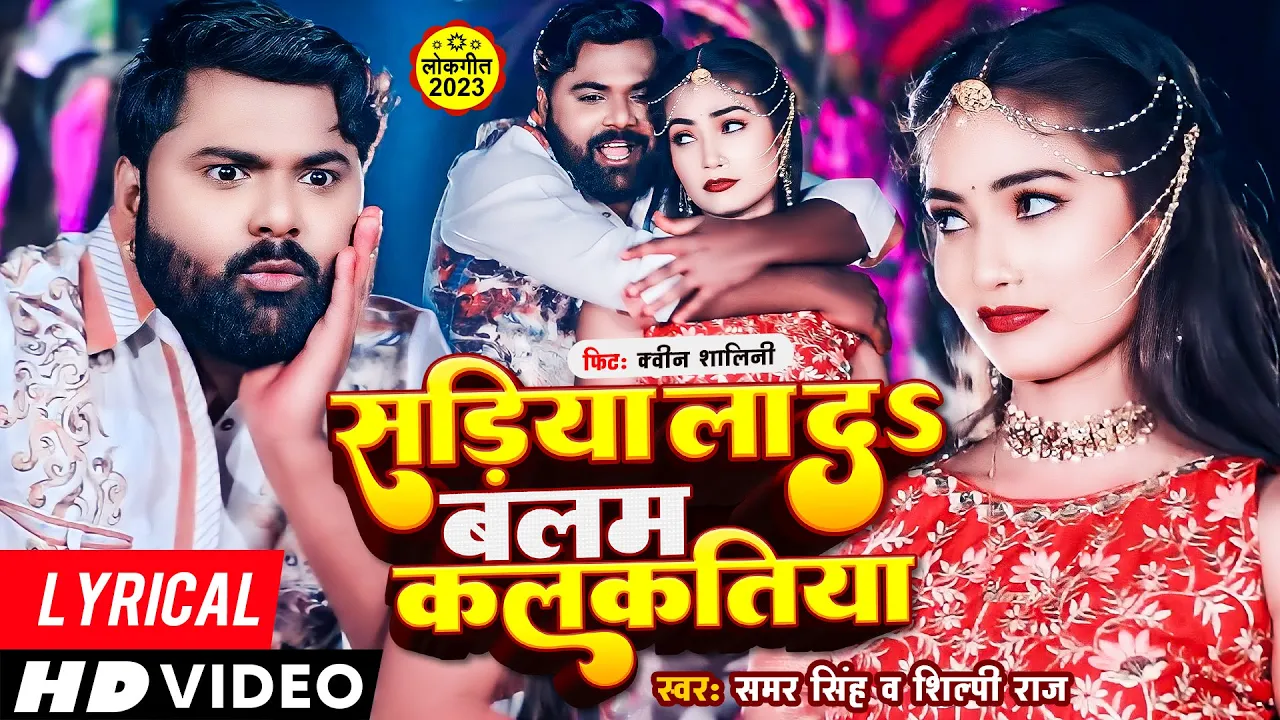 लोकगीत
2023
फिटः क्वीन शालिनी
सड़िया ला दऽ
बलम
कलकतिया
LYRICAL
HD VIDEO
स्वरः समर सिंह व शिल्पी राज